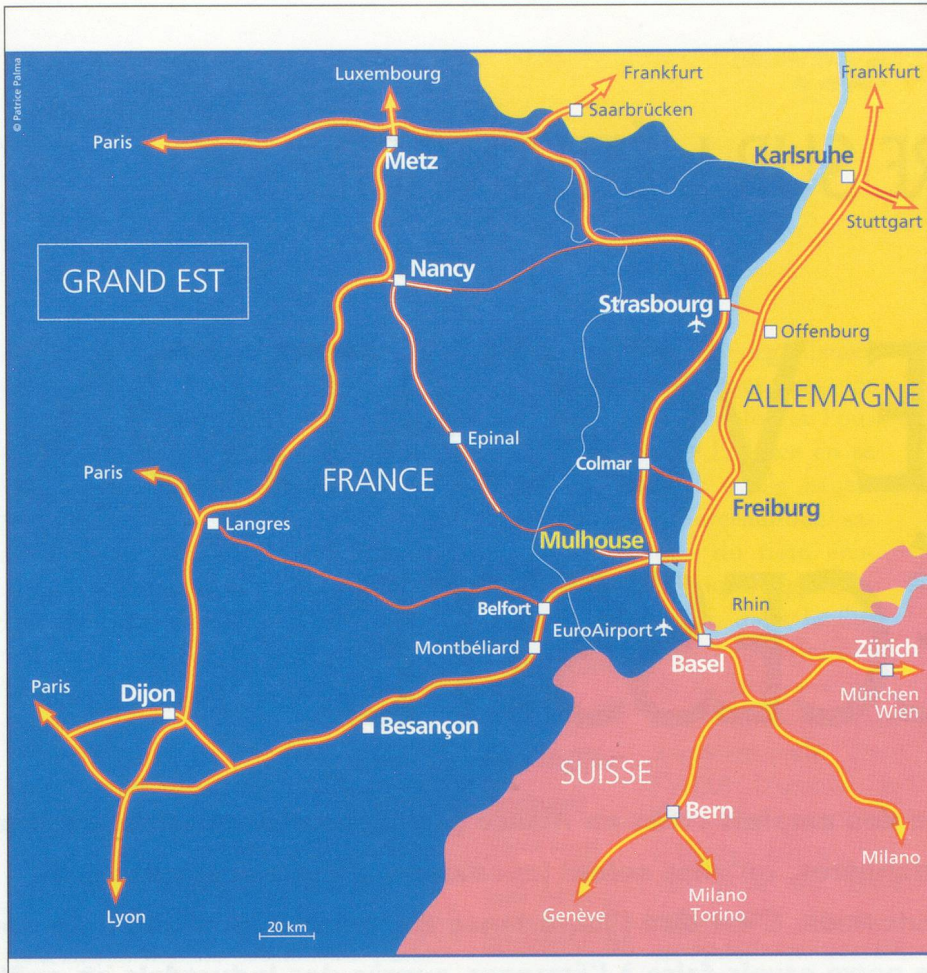 © Patrice Palma
Luxembourg
Frankfurt
Frankfurt
Saarbrücken
Paris
Metz
Karlsruhe
Stuttgart
GRAND EST
Nancy
Strasbourg
Offenburg
ALLEMAGNE
Epinal
Colmar
Paris
FRANCE
Freiburg
Langres
Mulhouse
Belfort
Rhin
EuroAirport
Montbéliard
Basel
Zürich
Paris
Dijon
München
Wien
Besançon
SUISSE
Bern
Milano
Lyon
20 km
Genève
Milano
Torino